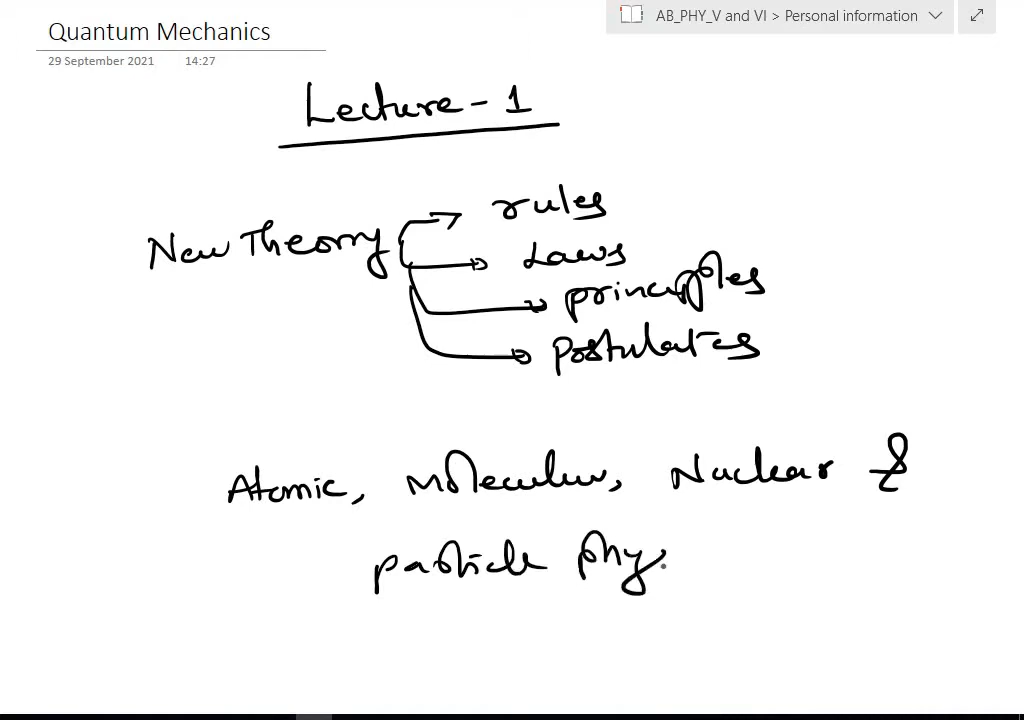 Quantum Mechanics
AB_PHY_V and VI > Personal information
29 September 2021 14:27
Lecture - 1
New Theory
rules
Laws
principles
postulates
Atomic, Molecular, Nuclear &
particle phy